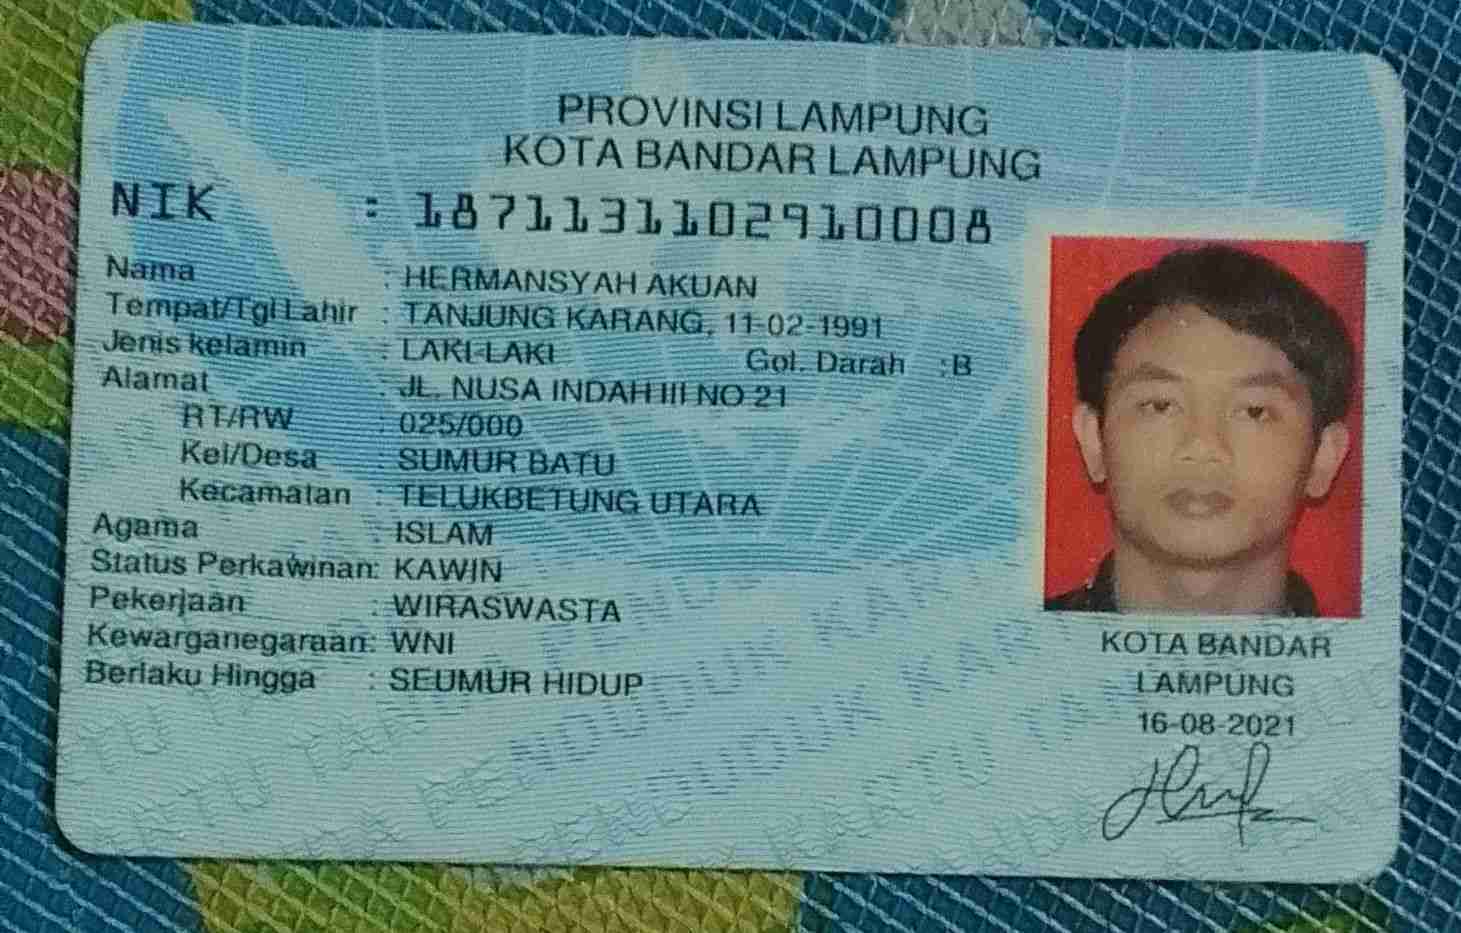 PROVINSI LAMPUNG
KOTA BANDAR LAMPUNG
NIK : 1871131102910008
Nama : HERMANSYAH AKUAN
Tempat/Tgl Lahir : TANJUNG KARANG, 11-02-1991
Jenis kelamin : LAKI-LAKI Gol. Darah : B
Alamat : JL. NUSA INDAH III NO 21
RT/RW : 025/000
Kel/Desa : SUMUR BATU
Kecamatan : TELUKBETUNG UTARA
Agama : ISLAM
Status Perkawinan: KAWIN
Pekerjaan : WIRASWASTA
Kewarganegaraan: WNI
Berlaku Hingga : SEUMUR HIDUP
KOTA BANDAR
LAMPUNG
16-08-2021